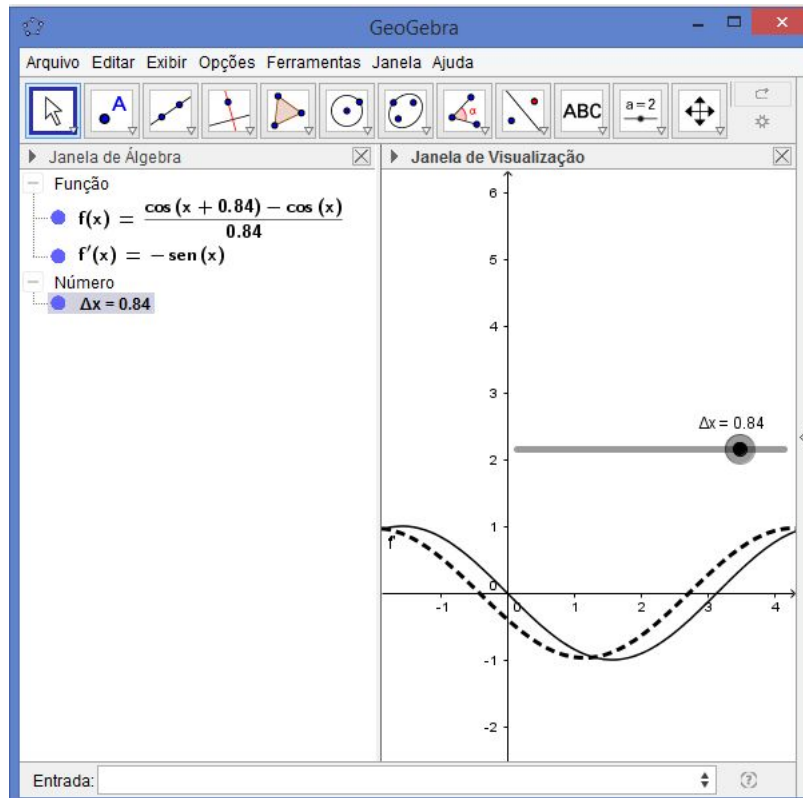 GeoGebra
Arquivo Editar Exibir Opções Ferramentas Janela Ajuda
A
α
ABC
a=2
Janela de Álgebra
Função
f(x) = (cos (x + 0.84) − cos (x)) / 0.84
f′(x) = − sen (x)
Número
Δx = 0.84
Janela de Visualização
6
5
4
3
Δx = 0.84
2
1
f'
0
-1 0 1 2 3 4
-1
-2
Entrada:
?